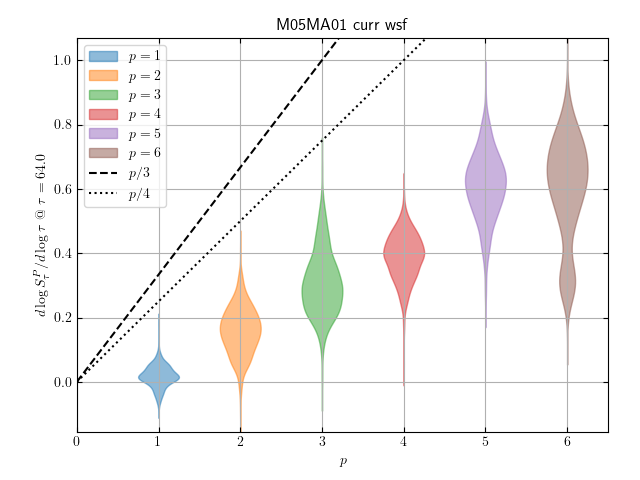 M05MA01 curr wsf
p = 1
p = 2
p = 3
p = 4
p = 5
p = 6
p/3
p/4
d log S_τ^P / d log τ @ τ = 64.0
1.0
0.8
0.6
0.4
0.2
0.0
0 1 2 3 4 5 6
p